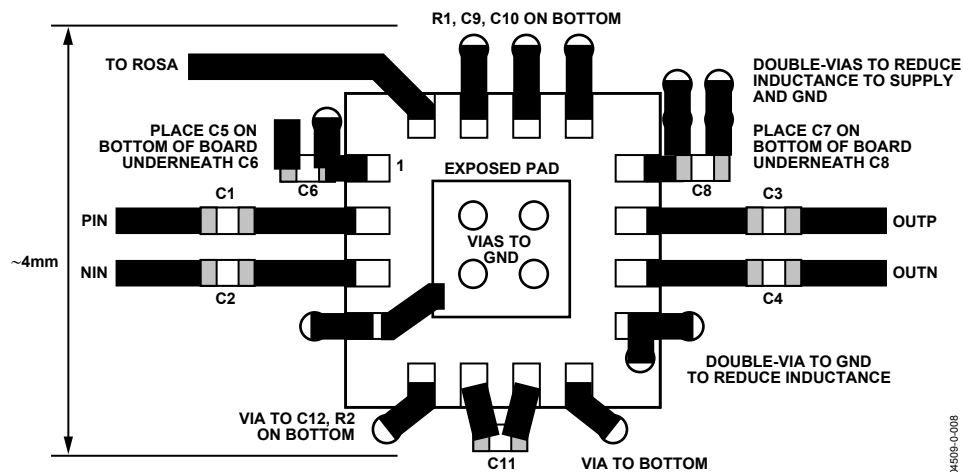 R1, C9, C10 ON BOTTOM
TO ROSA
DOUBLE-VIAS TO REDUCE
INDUCTANCE TO SUPPLY
AND GND
PLACE C5 ON
BOTTOM OF BOARD
UNDERNEATH C6
PLACE C7 ON
BOTTOM OF BOARD
UNDERNEATH C8
1
EXPOSED PAD
C6
C8
C1
C3
PIN
OUTP
VIAS TO
GND
~4mm
NIN
OUTN
C2
C4
DOUBLE-VIA TO GND
TO REDUCE INDUCTANCE
VIA TO C12, R2
ON BOTTOM
C11
VIA TO BOTTOM
04509-0-008